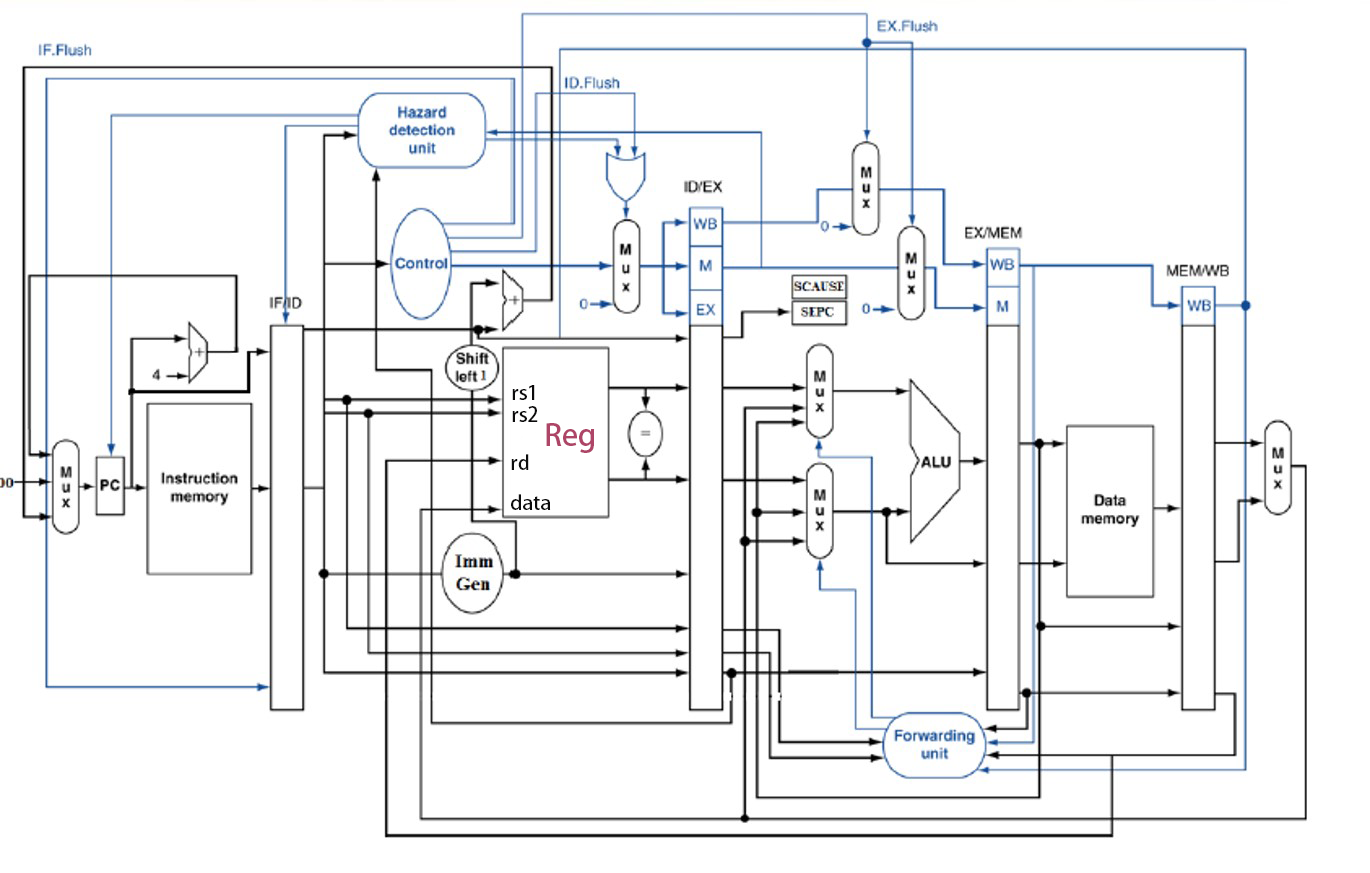 IF.Flush
EX.Flush
ID.Flush
Hazard
detection
unit
Mux
0
ID/EX
WB
M
EX
Mux
0
Control
Mux
0
EX/MEM
WB
M
MEM/WB
WB
SCAUSE
SEPC
IF/ID
+
+
4
Shift
left 1
rs1
rs2
Reg
rd
data
=
Mux
Mux
ALU
Mux
PC
Instruction
memory
Data
memory
Mux
Imm
Gen
Forwarding
unit